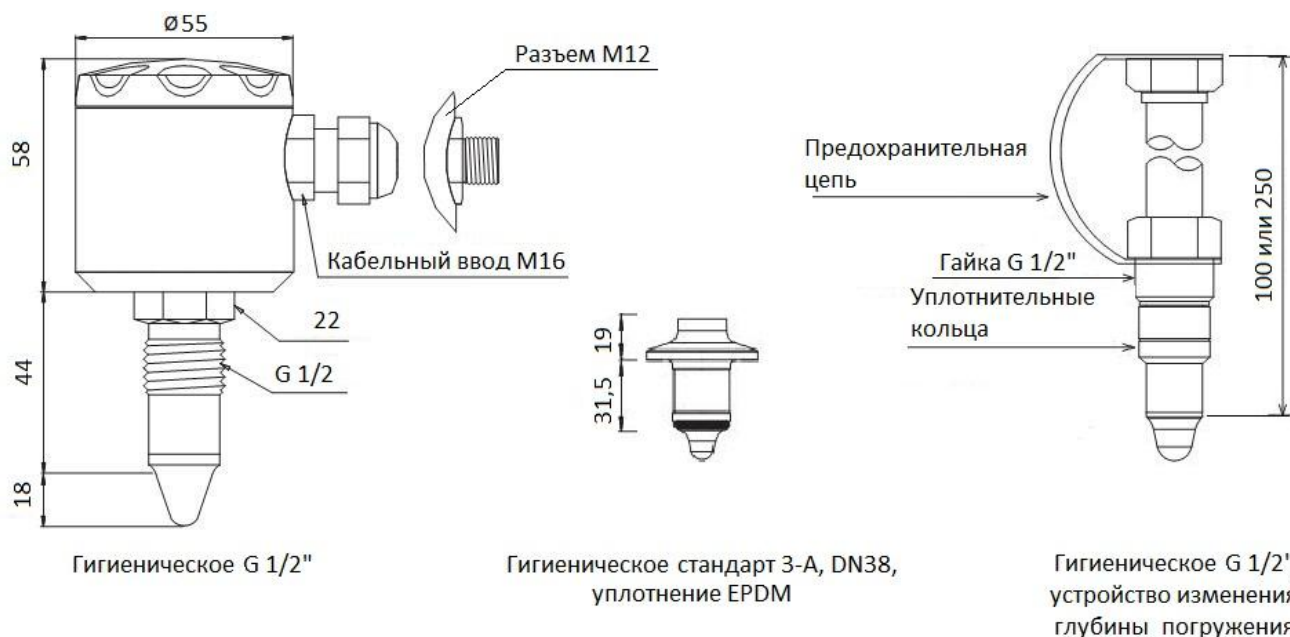 Ø55
Разъем М12
58
Кабельный ввод М16
22
44
G 1/2
18
Гигиеническое G 1/2"
19
31,5
Гигиеническое стандарт 3-А, DN38,
уплотнение EPDM
Предохранительная
цепь
Гайка G 1/2"
Уплотнительные
кольца
100 или 250
Гигиеническое G 1/2"
устройство изменения
глубины погружения